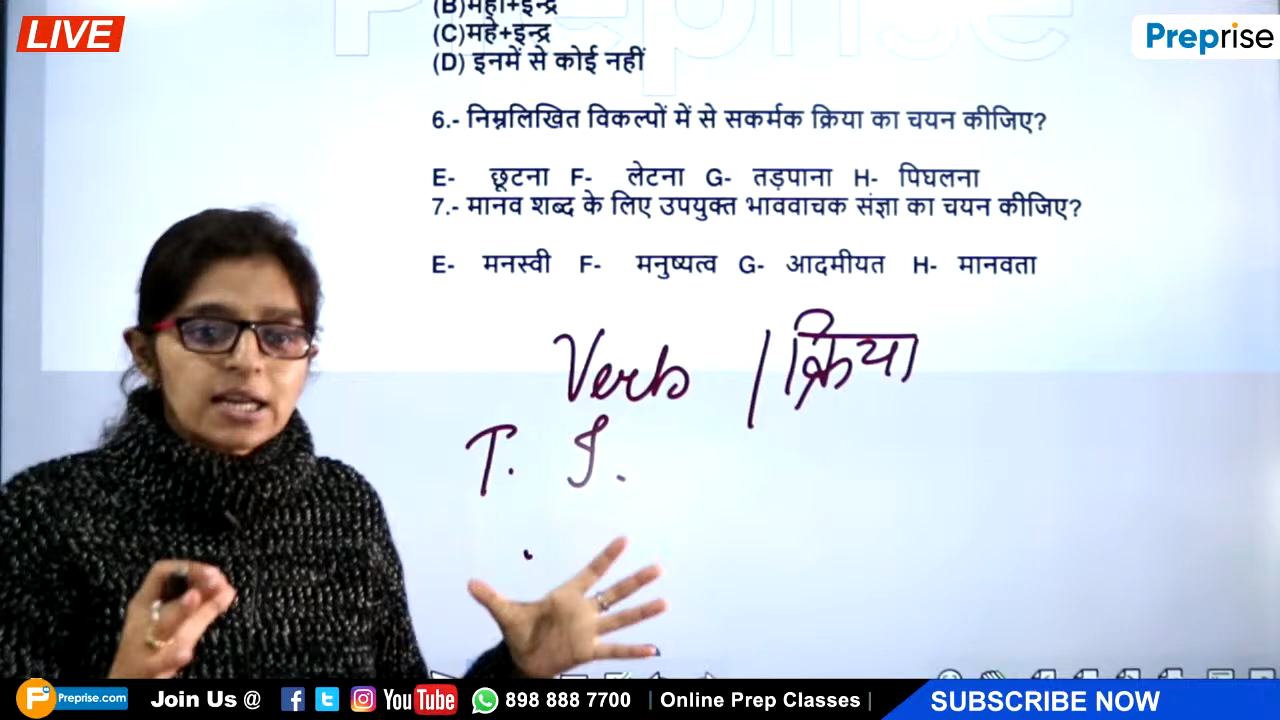 LIVE
Preprise
(B)महा+इन्द्र
(C)महे+इन्द्र
(D) इनमें से कोई नहीं
6.- निम्नलिखित विकल्पों में से सकर्मक क्रिया का चयन कीजिए?
E- छूटना F- लेटना G- तड़पाना H- पिघलना
7.- मानव शब्द के लिए उपयुक्त भाववाचक संज्ञा का चयन कीजिए?
E- मनस्वी F- मनुष्यत्व G- आदमीयत H- मानवता
Verb / क्रिया
T. I.
P Preprise.com Join Us @ YouTube 898 888 7700 | Online Prep Classes | SUBSCRIBE NOW